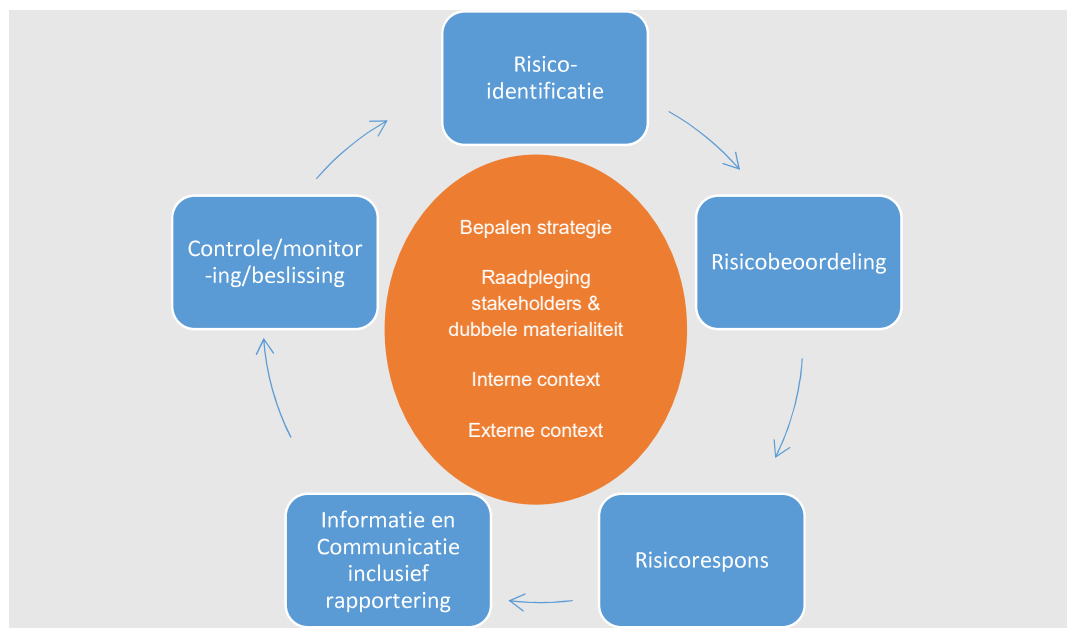 Risico-
identificatie
Risicobeoordeling
Risicorespons
Informatie en
Communicatie
inclusief
rapportering
Controle/monitor
-ing/beslissing
Bepalen strategie
Raadpleging
stakeholders &
dubbele materialiteit
Interne context
Externe context